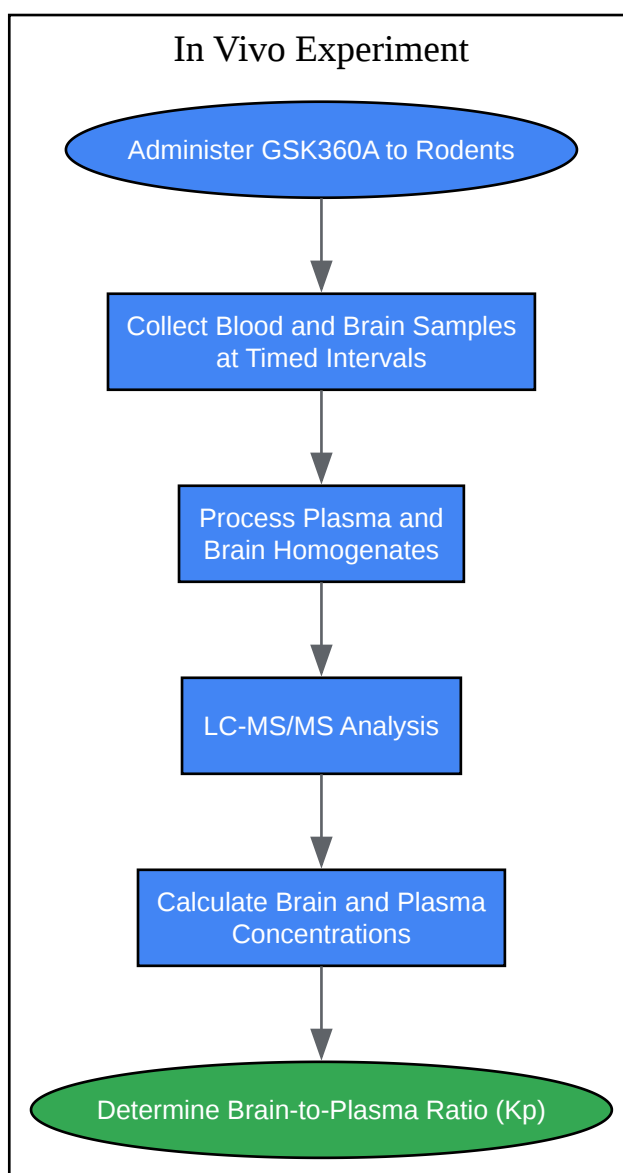 In Vivo Experiment
Administer GSK360A to Rodents
Collect Blood and Brain Samples
at Timed Intervals
Process Plasma and
Brain Homogenates
LC-MS/MS Analysis
Calculate Brain and Plasma
Concentrations
Determine Brain-to-Plasma Ratio (Kp)